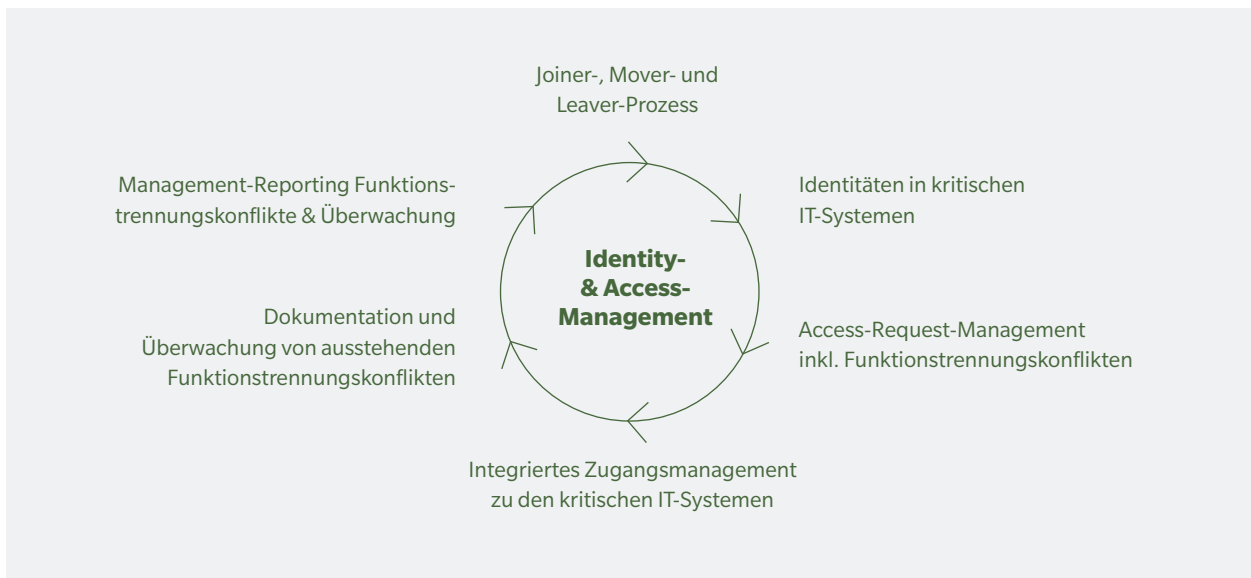 Joiner-, Mover- und
Leaver-Prozess
Identitäten in kritischen
IT-Systemen
Access-Request-Management
inkl. Funktionstrennungskonflikten
Integriertes Zugangsmanagement
zu den kritischen IT-Systemen
Dokumentation und
Überwachung von ausstehenden
Funktionstrennungskonflikten
Management-Reporting Funktions-
trennungskonflikte & Überwachung
Identity-
& Access-
Management